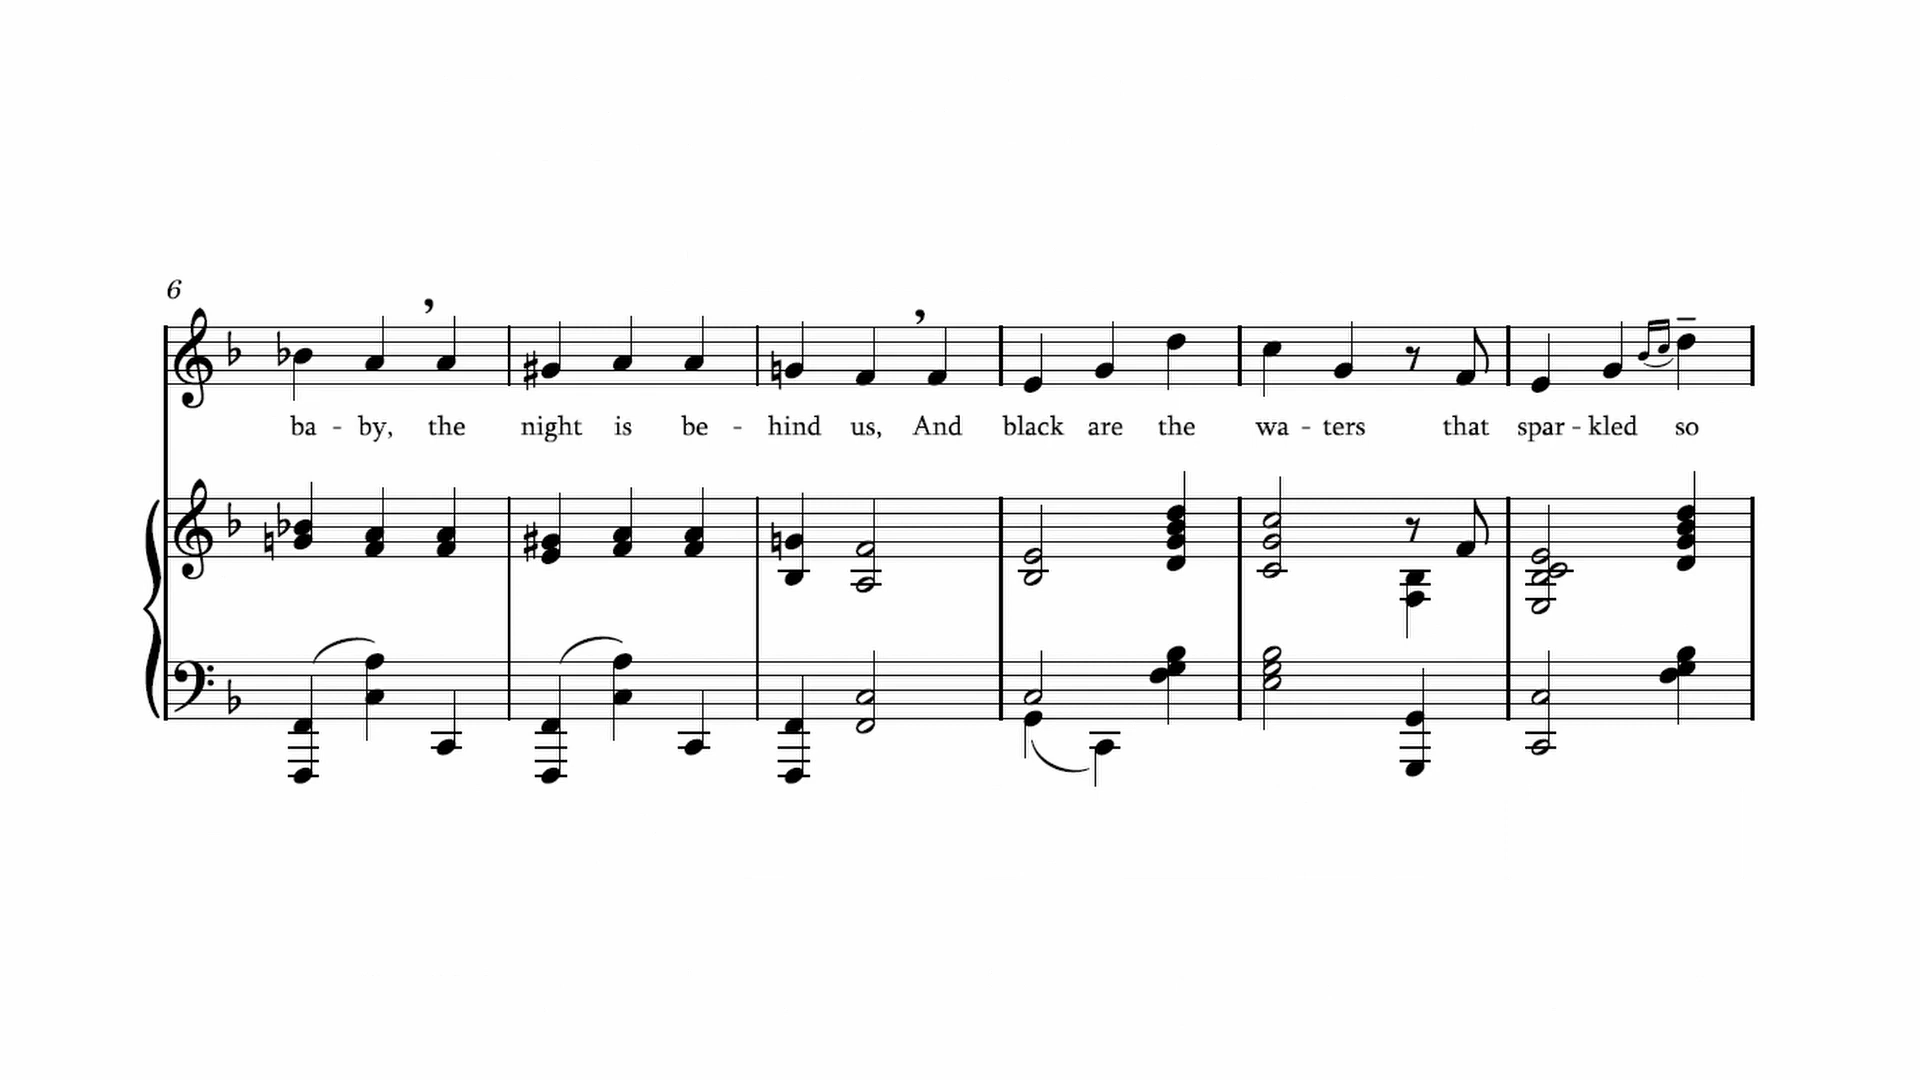 6
ba - by, the night is be - hind us, And black are the wa - ters that spar - kled so